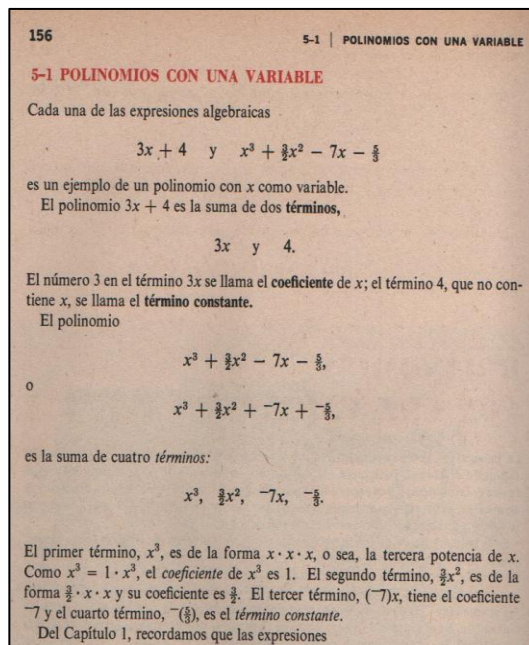 156
5–1 | POLINOMIOS CON UNA VARIABLE
5–1 POLINOMIOS CON UNA VARIABLE
Cada una de las expresiones algebraicas
3x + 4 y x³ + 3/2x² − 7x − 5/3
es un ejemplo de un polinomio con x como variable.
El polinomio 3x + 4 es la suma de dos términos,
3x y 4.
El número 3 en el término 3x se llama el coeficiente de x; el término 4, que no con-
tiene x, se llama el término constante.
El polinomio
x³ + 3/2x² − 7x − 5/3,
o
x³ + 3/2x² + ⁻7x + ⁻5/3,
es la suma de cuatro términos:
x³, 3/2x², ⁻7x, ⁻5/3.
El primer término, x³, es de la forma x · x · x, o sea, la tercera potencia de x.
Como x³ = 1 · x³, el coeficiente de x³ es 1. El segundo término, 3/2x², es de la
forma 3/2 · x · x y su coeficiente es 3/2. El tercer término, (⁻7)x, tiene el coeficiente
⁻7 y el cuarto término, ⁻(5/3), es el término constante.
Del Capítulo 1, recordamos que las expresiones